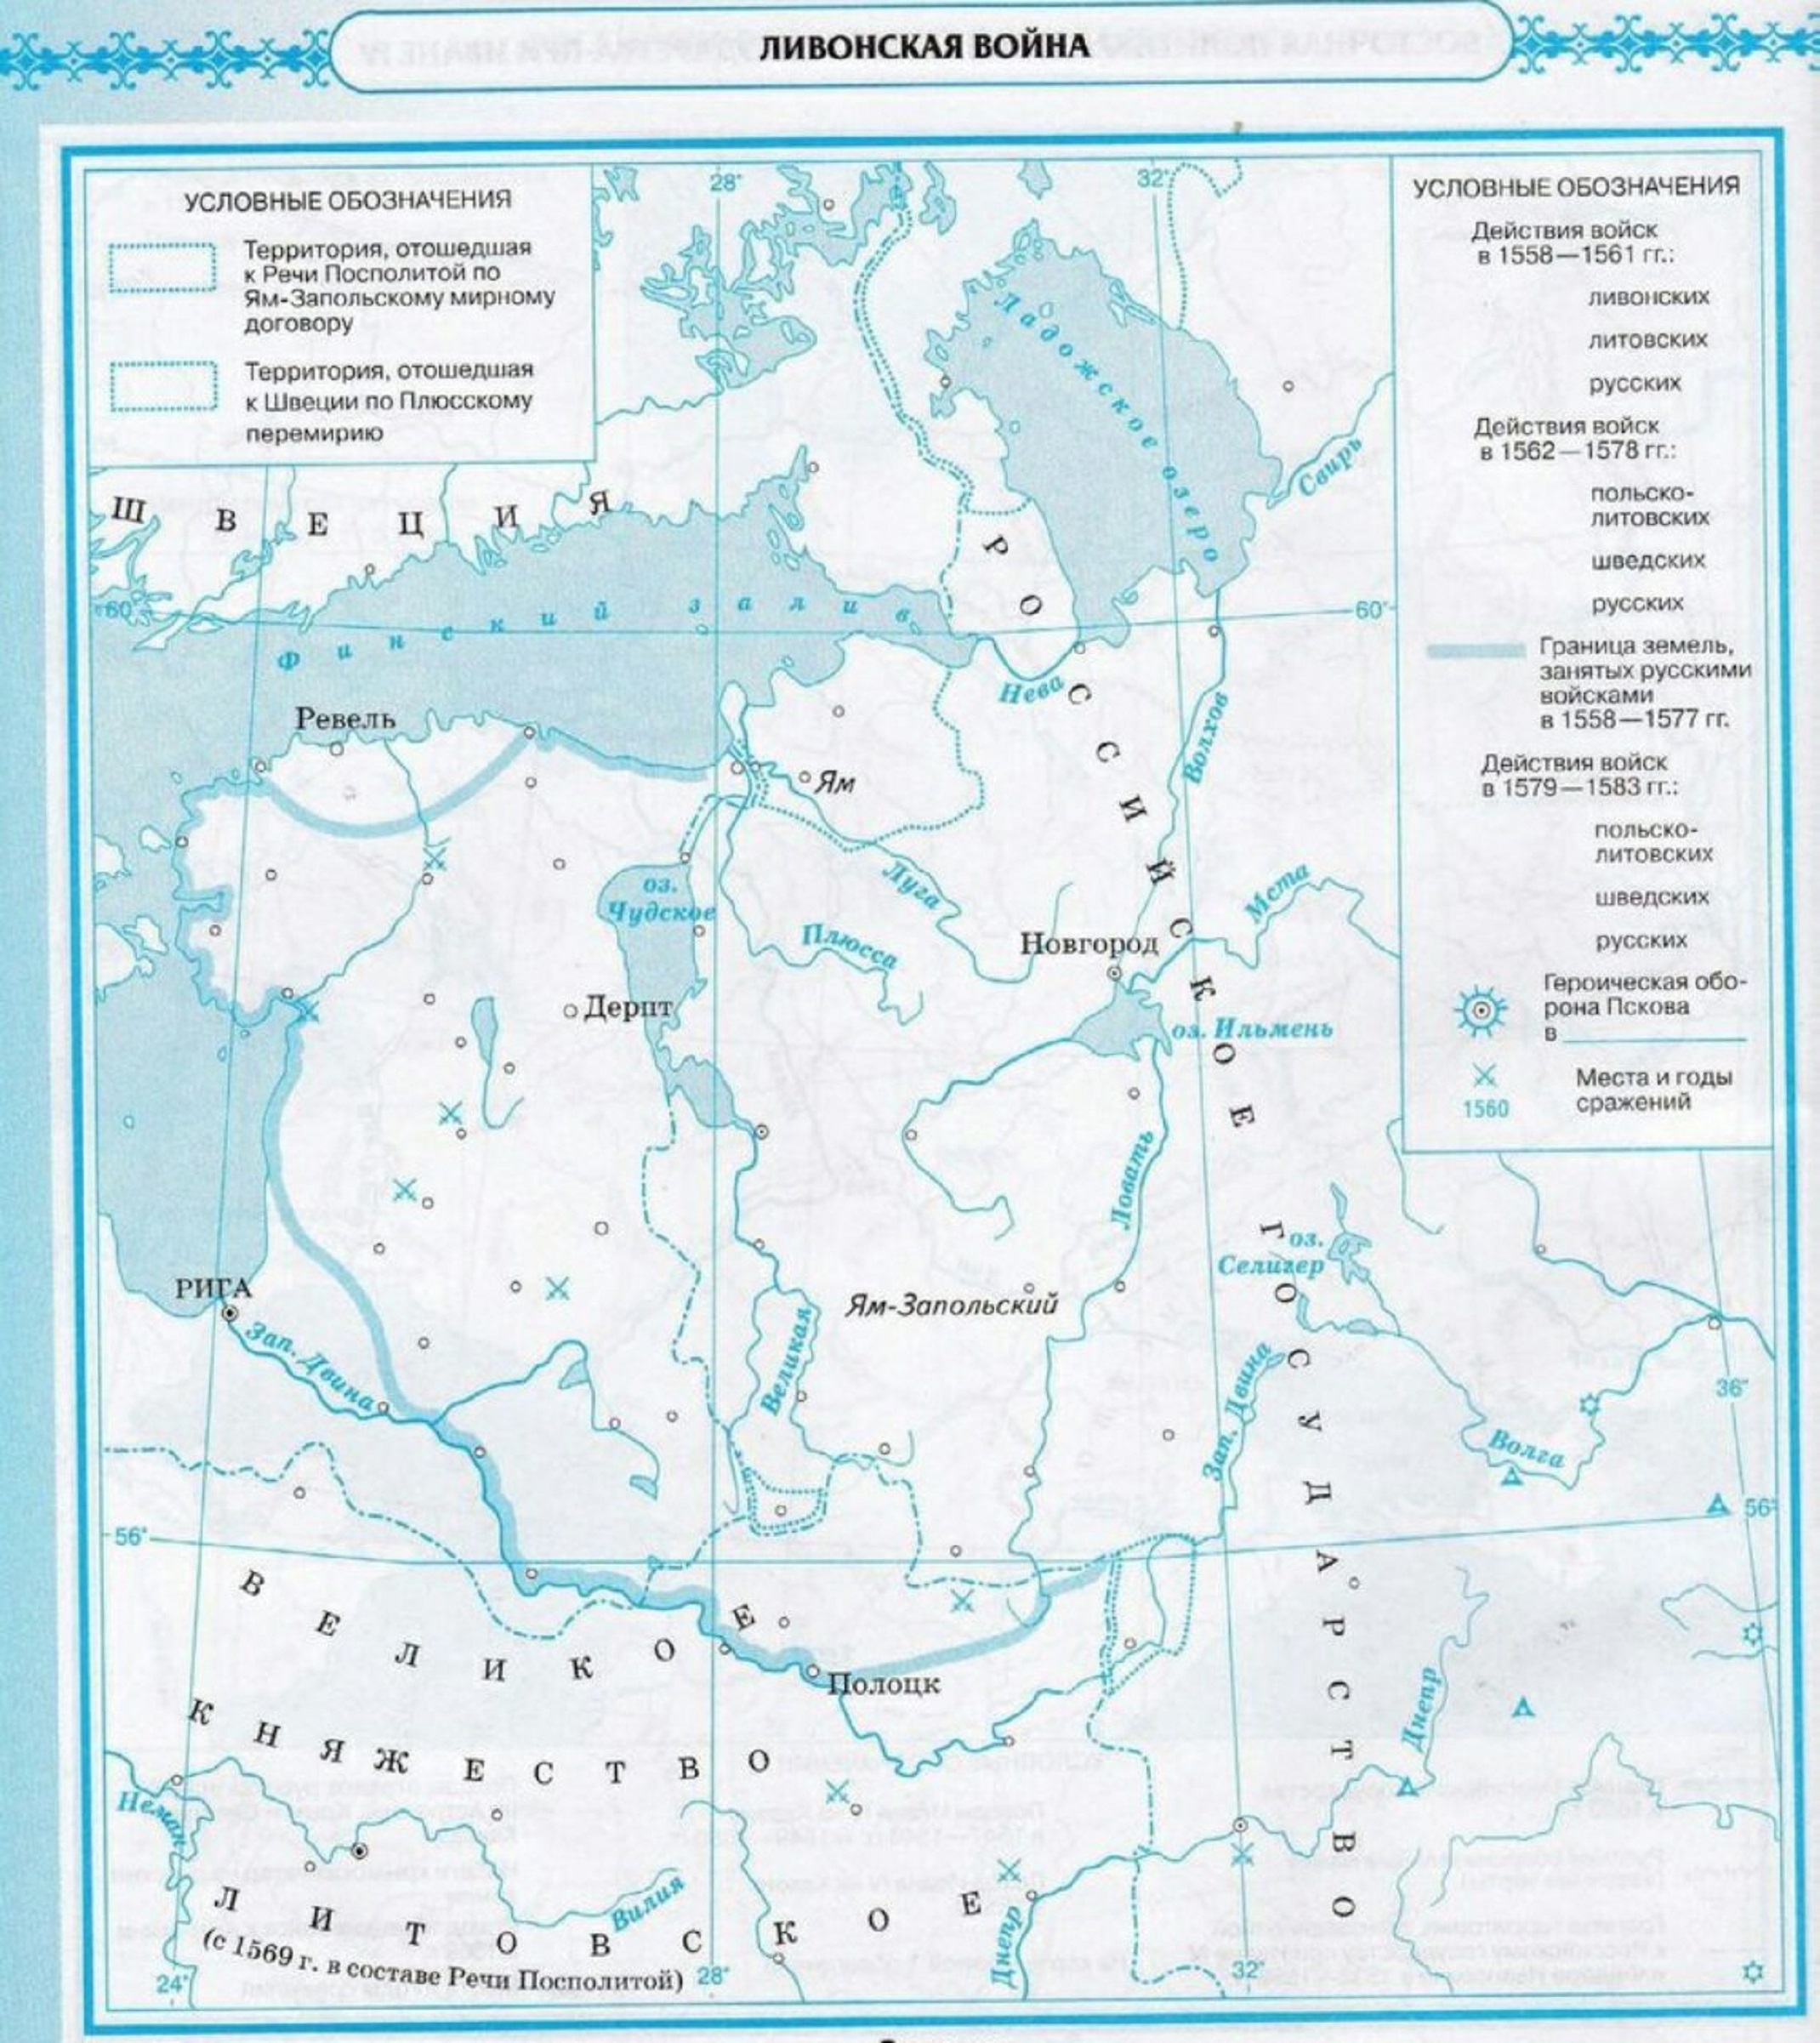 ЛИВОНСКАЯ ВОЙНА
УСЛОВНЫЕ ОБОЗНАЧЕНИЯ
Территория, отошедшая
к Речи Посполитой по
Ям-Запольскому мирному
договору
Территория, отошедшая
к Швеции по Плюсскому
перемирию
УСЛОВНЫЕ ОБОЗНАЧЕНИЯ
Действия войск
в 1558—1561 гг.:
ливонских
литовских
русских
Действия войск
в 1562—1578 гг.:
польско-
литовских
шведских
русских
Граница земель,
занятых русскими
войсками
в 1558—1577 гг.
Действия войск
в 1579—1583 гг.:
польско-
литовских
шведских
русских
Героическая обо-
рона Пскова
в
1560
Места и годы
сражений
28°
32°
ШВЕЦИЯ
Ладожское озеро
Свирь
60°
60°
Финский залив
РОССИЙСКОЕ ГОСУДАРСТВО
Нева
Ревель
Волхов
Ям
оз.
Чудское
Луга
Плюсса
Мста
Новгород
Дерпт
оз. Ильмень
Ловать
оз.
Селигер
РИГА
Ям-Запольский
Зап. Двина
Великая
Зап. Двина
36°
Волга
56°
56°
ВЕЛИКОЕ
Полоцк
Днепр
КНЯЖЕСТВО
Неман
Вилия
ЛИТОВСКОЕ
(с 1569 г. в составе Речи Посполитой)
Днепр
24°
28°
32°